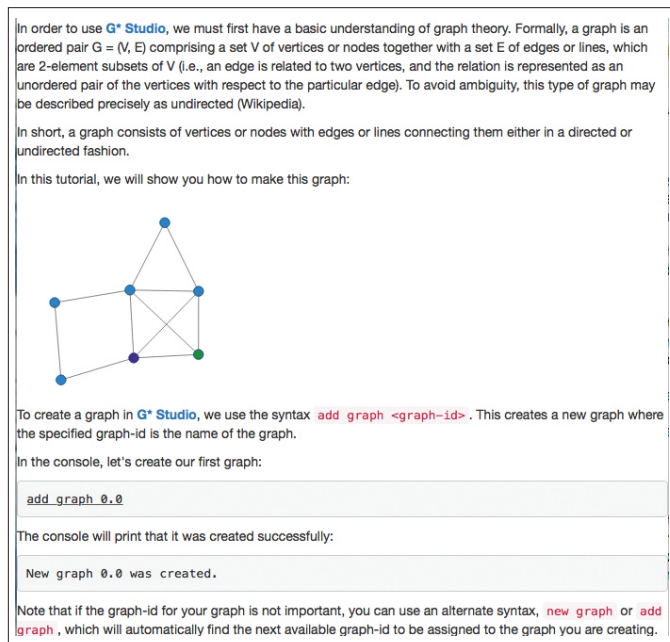 In order to use G* Studio, we must first have a basic understanding of graph theory. Formally, a graph is an
ordered pair G = (V, E) comprising a set V of vertices or nodes together with a set E of edges or lines, which
are 2-element subsets of V (i.e., an edge is related to two vertices, and the relation is represented as an
unordered pair of the vertices with respect to the particular edge). To avoid ambiguity, this type of graph may
be described precisely as undirected (Wikipedia).
In short, a graph consists of vertices or nodes with edges or lines connecting them either in a directed or
undirected fashion.
In this tutorial, we will show you how to make this graph:
To create a graph in G* Studio, we use the syntax add graph <graph-id>. This creates a new graph where
the specified graph-id is the name of the graph.
In the console, let's create our first graph:
add graph 0.0
The console will print that it was created successfully:
New graph 0.0 was created.
Note that if the graph-id for your graph is not important, you can use an alternate syntax, new graph or add
graph, which will automatically find the next available graph-id to be assigned to the graph you are creating.